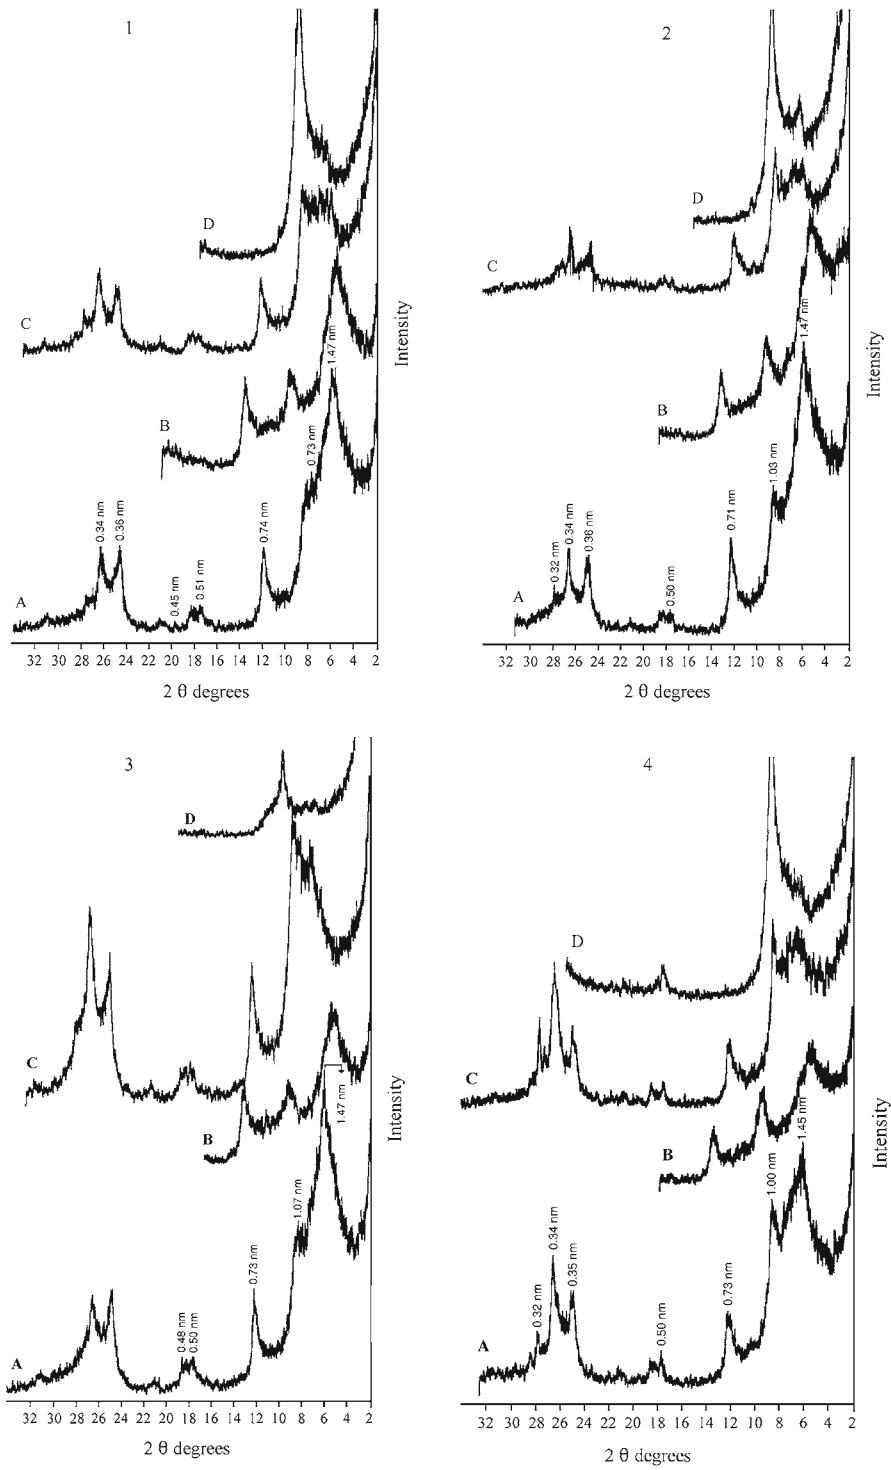 1
D
C
B
A
0.34 nm
0.36 nm
0.45 nm
0.51 nm
0.74 nm
0.73 nm
1.47 nm
Intensity
32 30 28 26 24 22 20 18 16 14 12 10 8 6 4 2
2 θ degrees
2
D
C
B
A
0.32 nm
0.34 nm
0.36 nm
0.50 nm
0.71 nm
1.03 nm
1.47 nm
Intensity
32 30 28 26 24 22 20 18 16 14 12 10 8 6 4 2
2 θ degrees
3
D
C
B
A
0.48 nm
0.50 nm
0.73 nm
1.07 nm
1.47 nm
Intensity
32 30 28 26 24 22 20 18 16 14 12 10 8 6 4 2
2 θ degrees
4
D
C
B
A
0.32 nm
0.34 nm
0.35 nm
0.50 nm
0.73 nm
1.00 nm
1.45 nm
Intensity
32 30 28 26 24 22 20 18 16 14 12 10 8 6 4 2
2 θ degrees